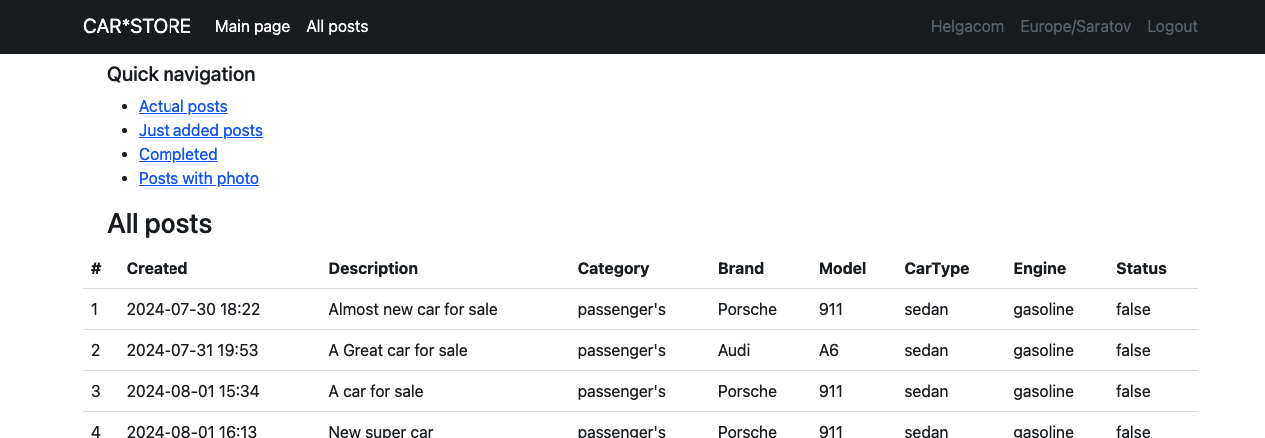 CAR*STORE Main page All posts Helgacom Europe/Saratov Logout
Quick navigation
Actual posts
Just added posts
Completed
Posts with photo
All posts
# Created Description Category Brand Model CarType Engine Status
1 2024-07-30 18:22 Almost new car for sale passenger's Porsche 911 sedan gasoline false
2 2024-07-31 19:53 A Great car for sale passenger's Audi A6 sedan gasoline false
3 2024-08-01 15:34 A car for sale passenger's Porsche 911 sedan gasoline false
4 2024-08-01 16:13 New super car passenger's Porsche 911 sedan gasoline false